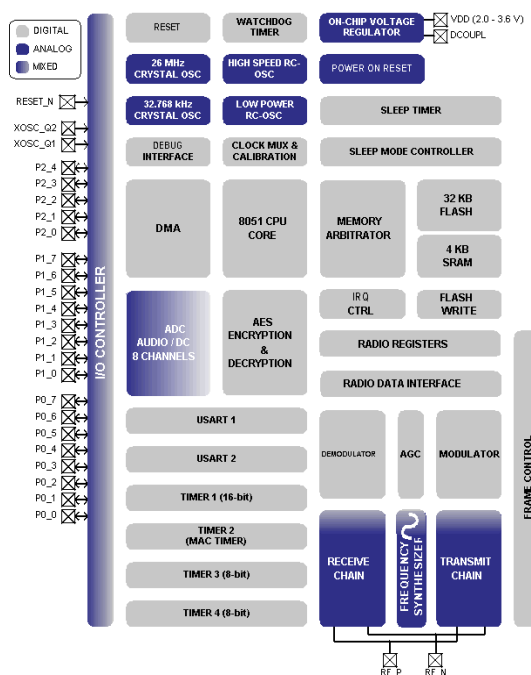 DIGITAL
ANALOG
MIXED
RESET
WATCHDOG
TIMER
ON-CHIP VOLTAGE
REGULATOR
VDD (2.0 - 3.6 V)
DCOUPL
26 MHz
CRYSTAL OSC
HIGH SPEED RC-
OSC
POWER ON RESET
RESET_N
XOSC_Q2
XOSC_Q1
32.768 kHz
CRYSTAL OSC
LOW POWER
RC-OSC
SLEEP TIMER
DEBUG
INTERFACE
CLOCK MUX &
CALIBRATION
SLEEP MODE CONTROLLER
P2_4
P2_3
P2_2
P2_1
P2_0
I/O CONTROLLER
DMA
8051 CPU
CORE
MEMORY
ARBITRATOR
32 KB
FLASH
4 KB
SRAM
P1_7
P1_6
P1_5
P1_4
P1_3
P1_2
P1_1
P1_0
ADC
AUDIO / DC
8 CHANNELS
AES
ENCRYPTION
&
DECRYPTION
IRQ
CTRL
FLASH
WRITE
RADIO REGISTERS
RADIO DATA INTERFACE
P0_7
P0_6
P0_5
P0_4
P0_3
P0_2
P0_1
P0_0
USART 1
USART 2
TIMER 1 (16-bit)
TIMER 2
(MAC TIMER)
TIMER 3 (8-bit)
TIMER 4 (8-bit)
DEMODULATOR
AGC
MODULATOR
FRAME CONTROL
RECEIVE
CHAIN
FREQUENCY
SYNTHESIZER
TRANSMIT
CHAIN
RF_P
RF_N